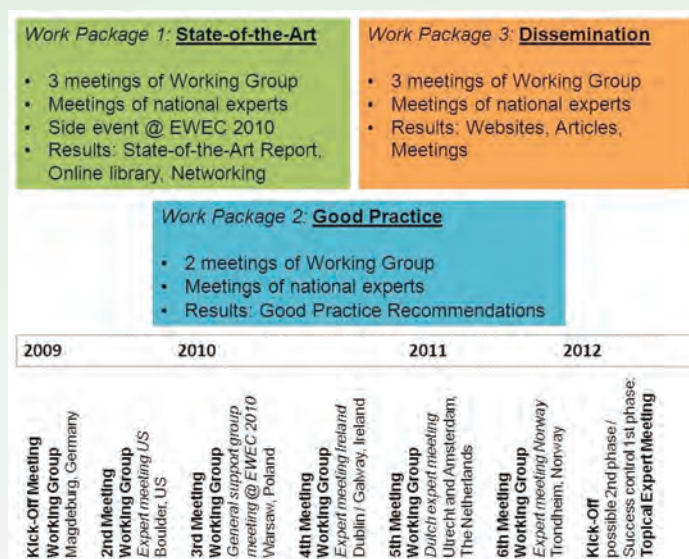 Work Package 1: State-of-the-Art
• 3 meetings of Working Group
• Meetings of national experts
• Side event @ EWEC 2010
• Results: State-of-the-Art Report,
Online library, Networking
Work Package 3: Dissemination
• 3 meetings of Working Group
• Meetings of national experts
• Results: Websites, Articles,
Meetings
Work Package 2: Good Practice
• 2 meetings of Working Group
• Meetings of national experts
• Results: Good Practice Recommendations
2009 2010 2011 2012
Kick-Off Meeting
Working Group
Magdeburg, Germany
2nd Meeting
Working Group
Expert meeting US
Boulder, US
3rd Meeting
Working Group
General support group
meeting @ EWEC 2010
Warsaw, Poland
4th Meeting
Working Group
Expert meeting Ireland
Dublin / Galway, Ireland
5th Meeting
Working Group
Dutch expert meeting
Utrecht and Amsterdam,
The Netherlands
6th Meeting
Working Group
Expert meeting Norway
Trondheim, Norway
Kick-Off
possible 2nd phase /
success control 1st phase:
Topical Expert Meeting